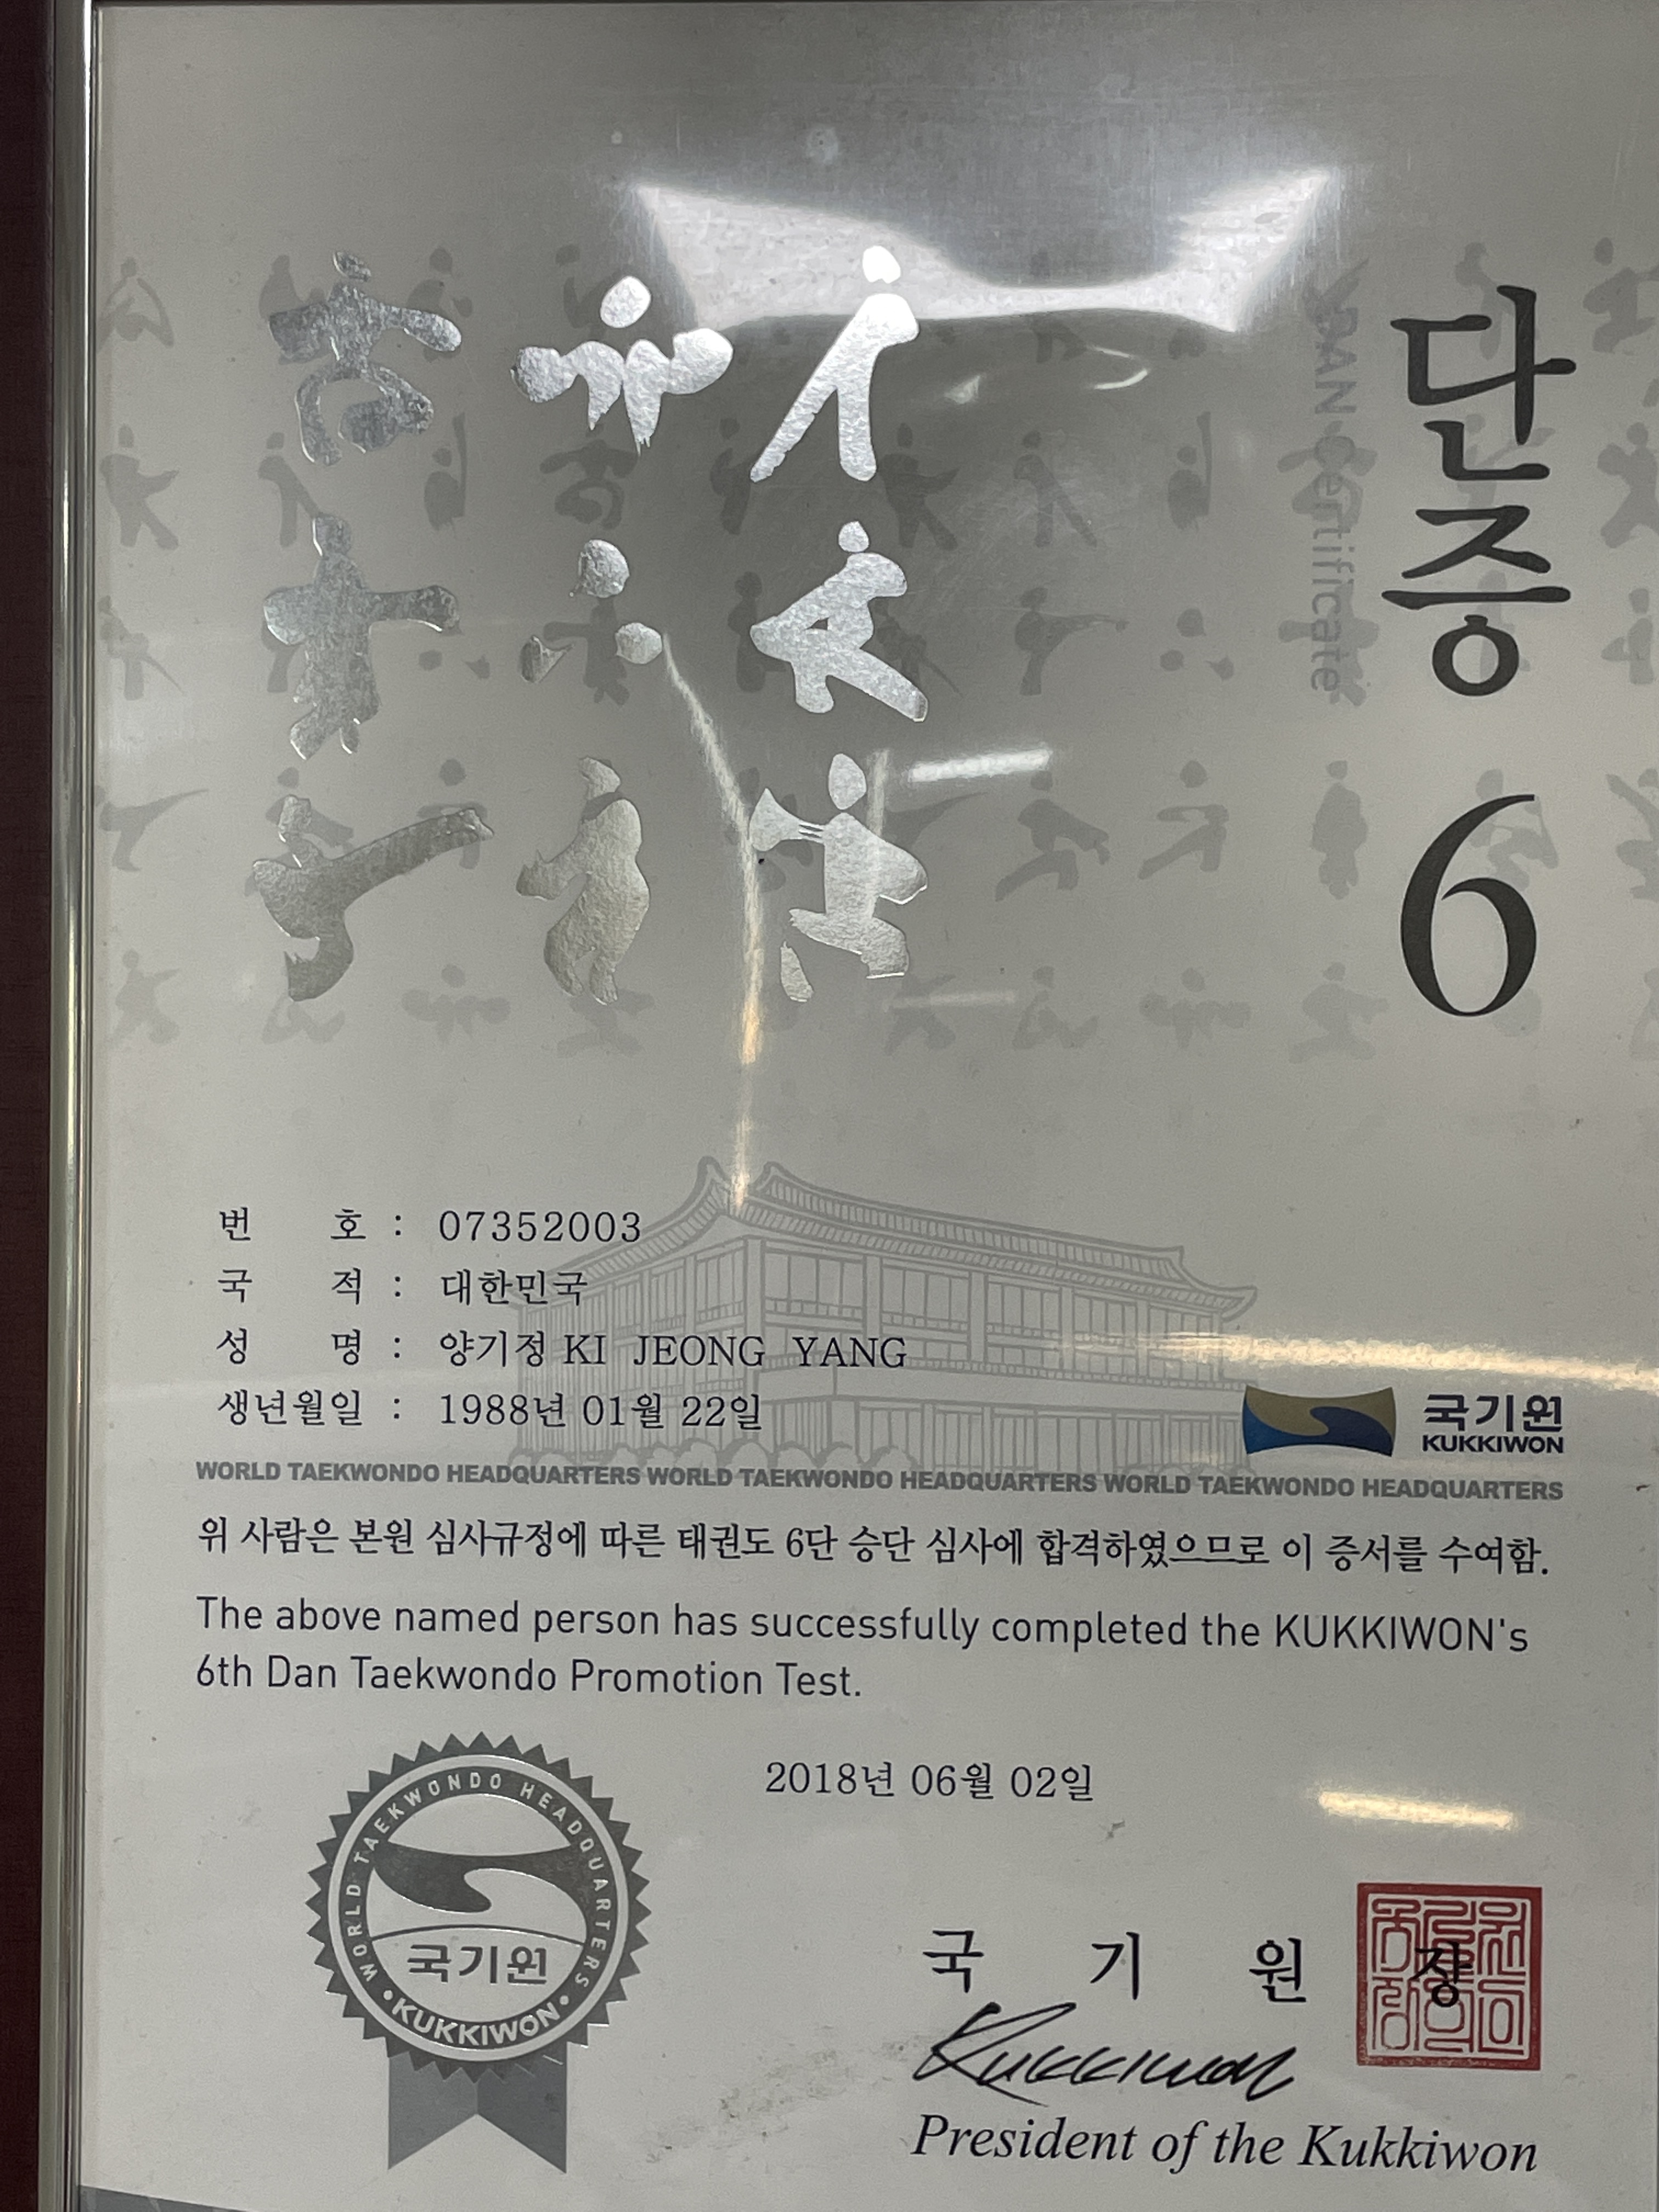 단증
6
DAN Certificate
번 호 : 07352003
국 적 : 대한민국
성 명 : 양기정 KI JEONG YANG
생년월일 : 1988년 01월 22일
국기원
KUKKIWON
WORLD TAEKWONDO HEADQUARTERS WORLD TAEKWONDO HEADQUARTERS WORLD TAEKWONDO HEADQUARTERS
위 사람은 본원 심사규정에 따른 태권도 6단 승단 심사에 합격하였으므로 이 증서를 수여함.
The above named person has successfully completed the KUKKIWON's
6th Dan Taekwondo Promotion Test.
2018년 06월 02일
WORLD TAEKWONDO HEADQUARTERS
국기원
• KUKKIWON •
국 기 원 장
Kukkiwon
President of the Kukkiwon